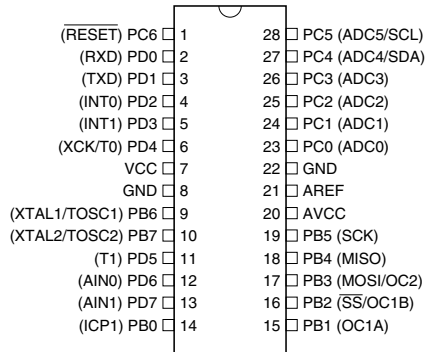 (RESET) PC6 1 28 PC5 (ADC5/SCL)
(RXD) PD0 2 27 PC4 (ADC4/SDA)
(TXD) PD1 3 26 PC3 (ADC3)
(INT0) PD2 4 25 PC2 (ADC2)
(INT1) PD3 5 24 PC1 (ADC1)
(XCK/T0) PD4 6 23 PC0 (ADC0)
VCC 7 22 GND
GND 8 21 AREF
(XTAL1/TOSC1) PB6 9 20 AVCC
(XTAL2/TOSC2) PB7 10 19 PB5 (SCK)
(T1) PD5 11 18 PB4 (MISO)
(AIN0) PD6 12 17 PB3 (MOSI/OC2)
(AIN1) PD7 13 16 PB2 (SS/OC1B)
(ICP1) PB0 14 15 PB1 (OC1A)